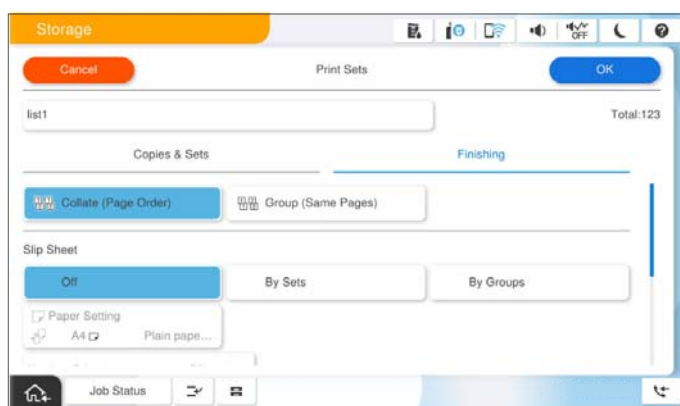 Storage
OFF
Cancel
Print Sets
OK
list1
Total:123
Copies & Sets
Finishing
Collate (Page Order)
Group (Same Pages)
Slip Sheet
Off
By Sets
By Groups
Paper Setting
A4
Plain pape...
Job Status